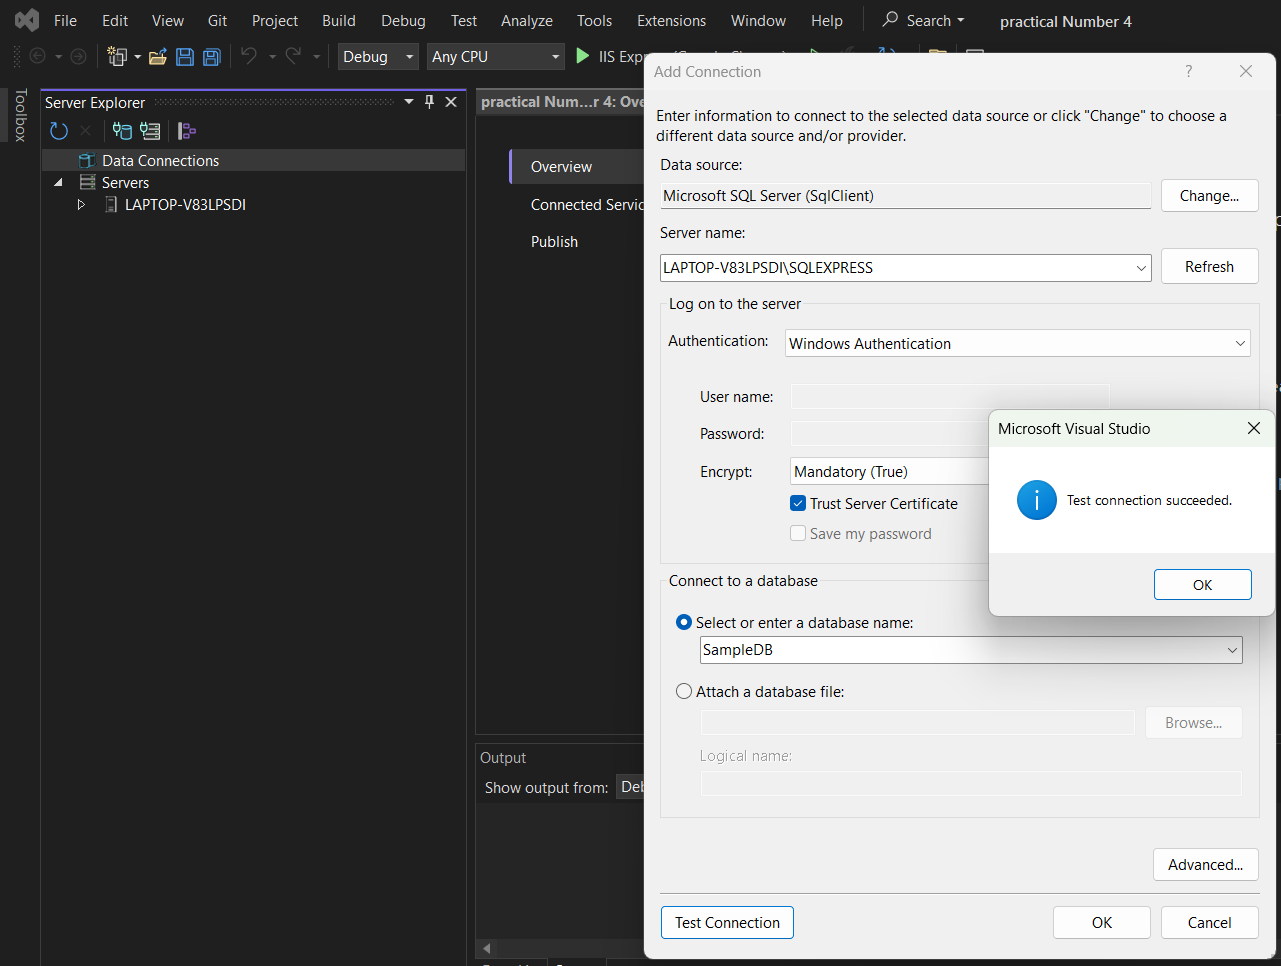 File Edit View Git Project Build Debug Test Analyze Tools Extensions Window Help Search practical Number 4
Debug Any CPU IIS
Toolbox
Server Explorer
Data Connections
Servers
LAPTOP-V83LPSDI
practical Num...r 4:
Overview
Connected
Publish
Output
Show output from:
Add Connection ?
Enter information to connect to the selected data source or click "Change" to choose a
different data source and/or provider.
Data source:
Microsoft SQL Server (SqlClient) Change...
Server name:
LAPTOP-V83LPSDI\SQLEXPRESS Refresh
Log on to the server
Authentication: Windows Authentication
User name:
Password:
Encrypt: Mandatory (True)
Trust Server Certificate
Save my password
Microsoft Visual Studio
Test connection succeeded.
OK
Connect to a database
Select or enter a database name:
SampleDB
Attach a database file:
Browse...
Logical name:
Advanced...
Test Connection OK Cancel